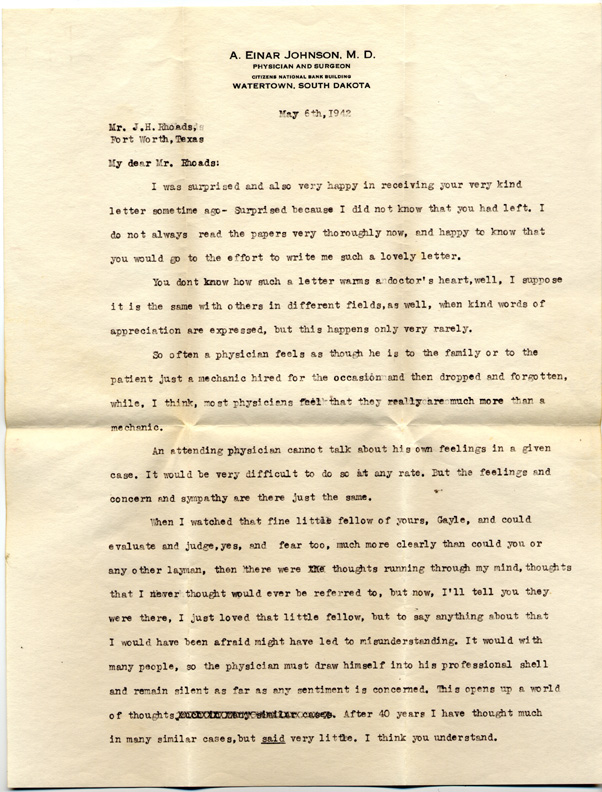 A. EINAR JOHNSON, M. D.
PHYSICIAN AND SURGEON
CITIZENS NATIONAL BANK BUILDING
WATERTOWN, SOUTH DAKOTA
May 6th,1942
Mr. J.H. Rhoads,
Fort Worth,Texas
My dear Mr. Rhoads:
I was surprised and also very happy in receiving your very kind
letter sometime ago- Surprised because I did not know that you had left. I
do not always read the papers very thoroughly now, and happy to know that
you would go to the effort to write me such a lovely letter.
You dont know how such a letter warms a doctor's heart,well, I suppose
it is the same with others in different fields,as well, when kind words of
appreciation are expressed, but this happens only very rarely.
So often a physician feels as though he is to the family or to the
patient just a mechanic hired for the occasion and then dropped and forgotten,
while, I think, most physicians feel that they really are much more than a
mechanic.
An attending physician cannot talk about his own feelings in a given
case. It would be very difficult to do so at any rate. But the feelings and
concern and sympathy are there just the same.
When I watched that fine little fellow of yours, Gayle, and could
evaluate and judge,yes, and fear too, much more clearly than could you or
any other layman, then there were thoughts running through my mind,thoughts
that I never thought would ever be referred to, but now, I'll tell you they
were there, I just loved that little fellow, but to say anything about that
I would have been afraid might have led to misunderstanding. It would with
many people, so the physician must draw himself into his professional shell
and remain silent as far as any sentiment is concerned. This opens up a world
of thoughts, similar cases. After 40 years I have thought much
in many similar cases,but said very little. I think you understand.